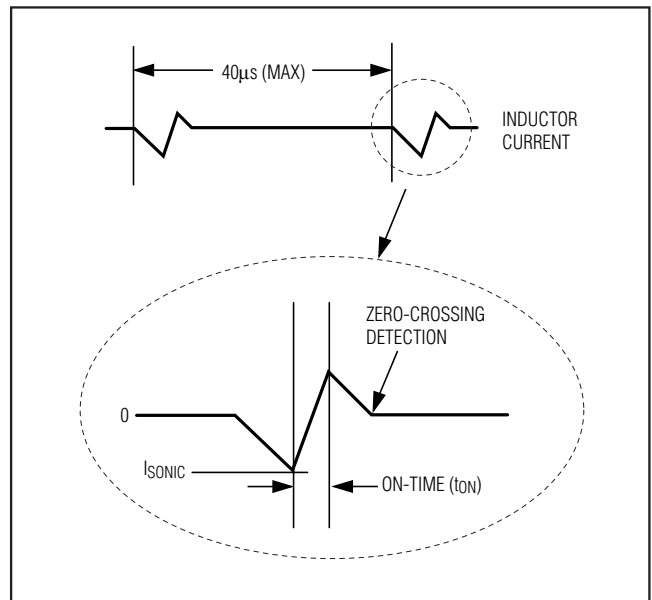 40μs (MAX)
INDUCTOR
CURRENT
ZERO-CROSSING
DETECTION
0
ISONIC
ON-TIME (tON)